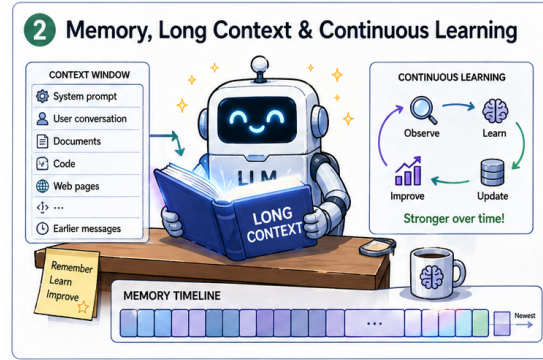 2 Memory, Long Context & Continuous Learning
CONTEXT WINDOW
System prompt
User conversation
Documents
Code
Web pages
...
Earlier messages
LLM
LONG
CONTEXT
CONTINUOUS LEARNING
Observe
Learn
Improve
Update
Stronger over time!
Remember
Learn
Improve
MEMORY TIMELINE
...
Newest